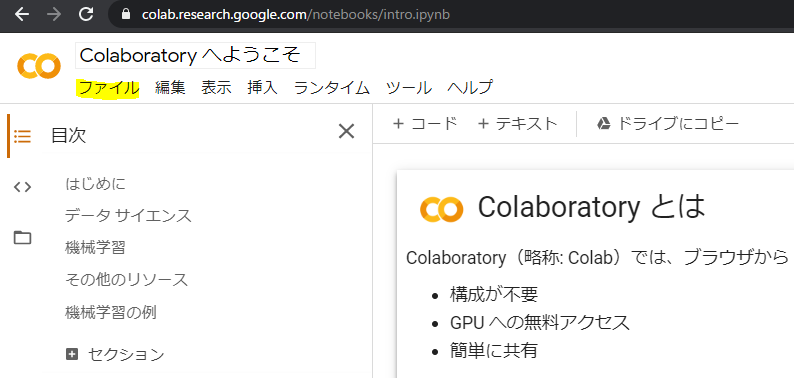 colab.research.google.com/notebooks/intro.ipynb
Colaboratory へようこそ
ファイル 編集 表示 挿入 ランタイム ツール ヘルプ
目次
はじめに
データ サイエンス
機械学習
その他のリソース
機械学習の例
セクション
+ コード + テキスト ドライブにコピー
Colaboratory とは
Colaboratory（略称: Colab）では、ブラウザから
• 構成が不要
• GPU への無料アクセス
• 簡単に共有